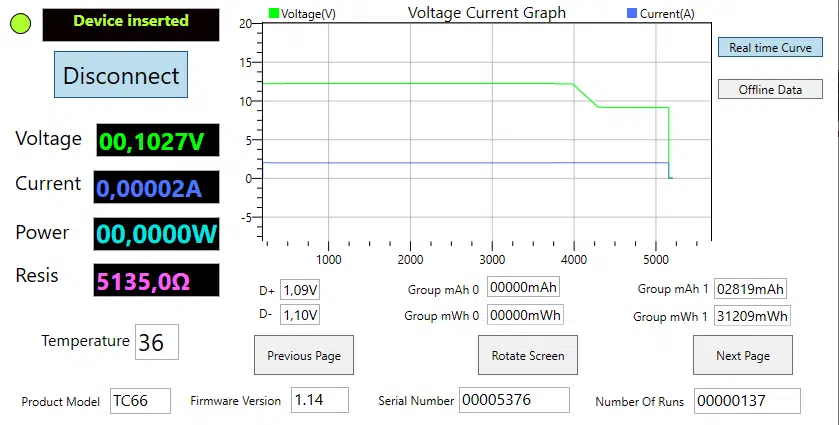 Device inserted
Disconnect
Voltage 00,1027V
Current 0,00002A
Power 00,0000W
Resis 5135,0Ω
Temperature 36
Voltage(V) Voltage Current Graph Current(A)
20
15
10
5
0
-5
1000 2000 3000 4000 5000
Real time Curve
Offline Data
D+ 1,09V Group mAh 0 00000mAh Group mAh 1 02819mAh
D- 1,10V Group mWh 0 00000mWh Group mWh 1 31209mWh
Previous Page Rotate Screen Next Page
Product Model TC66 Firmware Version 1.14 Serial Number 00005376 Number Of Runs 00000137